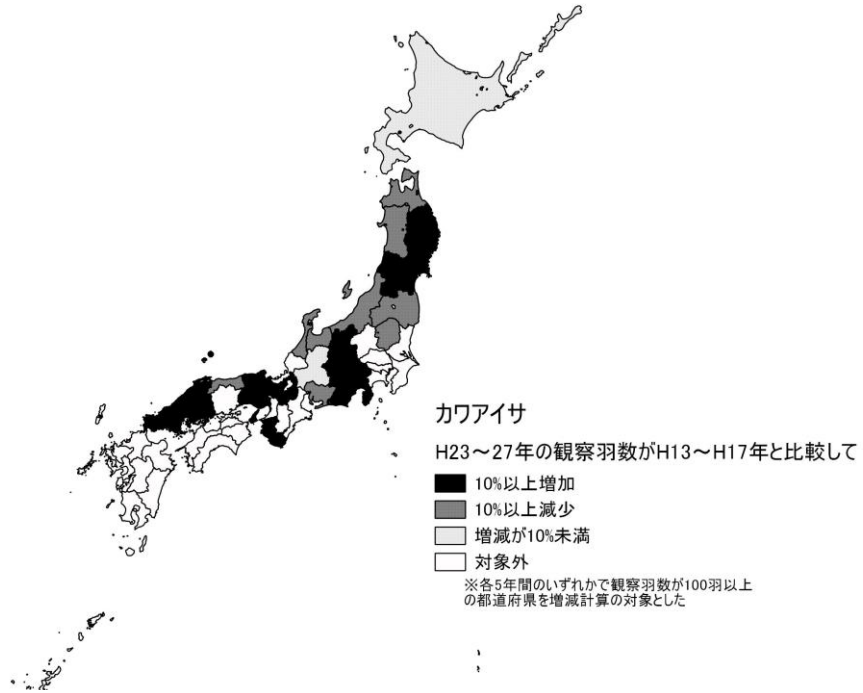 カワアイサ
H23～27年の観察羽数がH13～H17年と比較して
10%以上増加
10%以上減少
増減が10%未満
対象外
※各5年間のいずれかで観察羽数が100羽以上
の都道府県を増減計算の対象とした